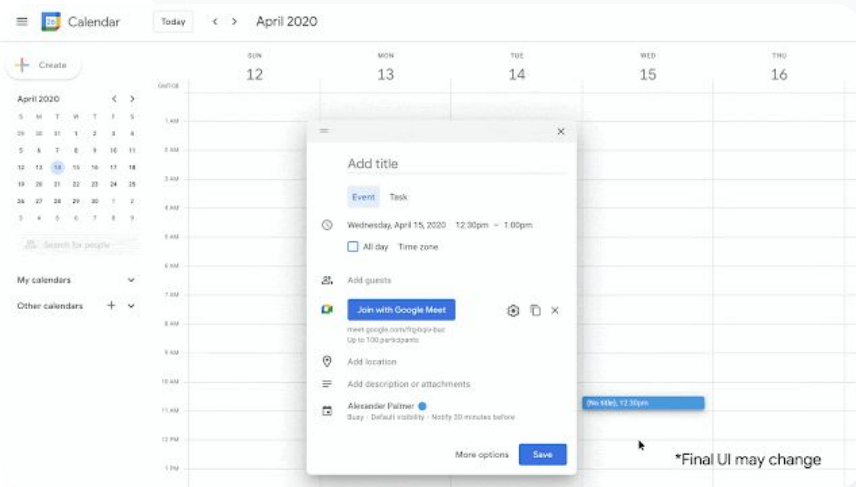 Calendar
Today
April 2020
Create
April 2020
S M T W T F S
29 30 31 1 2 3 4
5 6 7 8 9 10 11
12 13 14 15 16 17 18
19 20 21 22 23 24 25
26 27 28 29 30 1 2
3 4 5 6 7 8 9
Search for people
My calendars
Other calendars
SUN MON TUE WED THU
12 13 14 15 16
1 AM
2 AM
3 AM
4 AM
5 AM
6 AM
7 AM
8 AM
9 AM
10 AM
11 AM
12 PM
1 PM
Add title
Event Task
Wednesday, April 15, 2020 12:30pm – 1:00pm
All day Time zone
Add guests
Join with Google Meet
Up to 100 participants
Add location
Add description or attachments
Alexander Palmer
Busy · Default visibility · Notify 30 minutes before
More options Save
(No title), 12:30pm
*Final UI may change